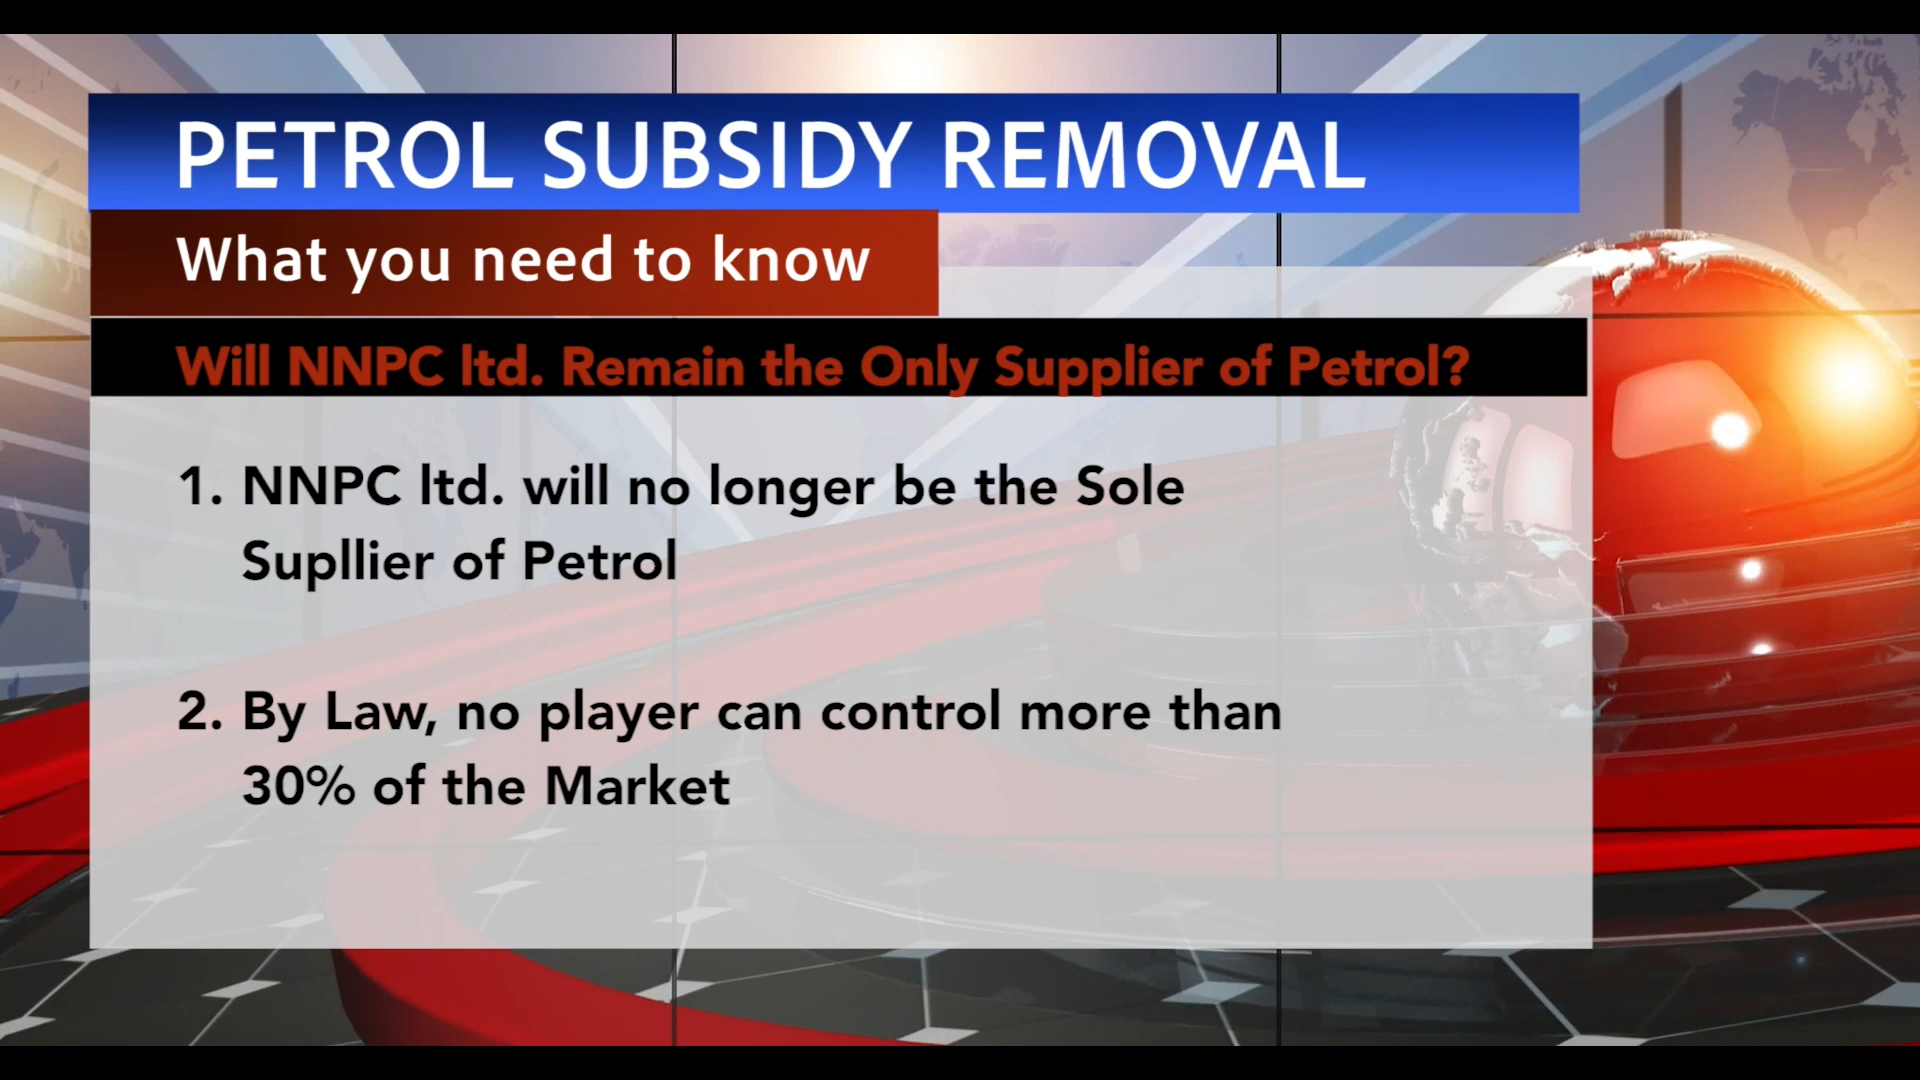 PETROL SUBSIDY REMOVAL
What you need to know
Will NNPC ltd. Remain the Only Supplier of Petrol?
1. NNPC ltd. will no longer be the Sole
Supllier of Petrol
2. By Law, no player can control more than
30% of the Market